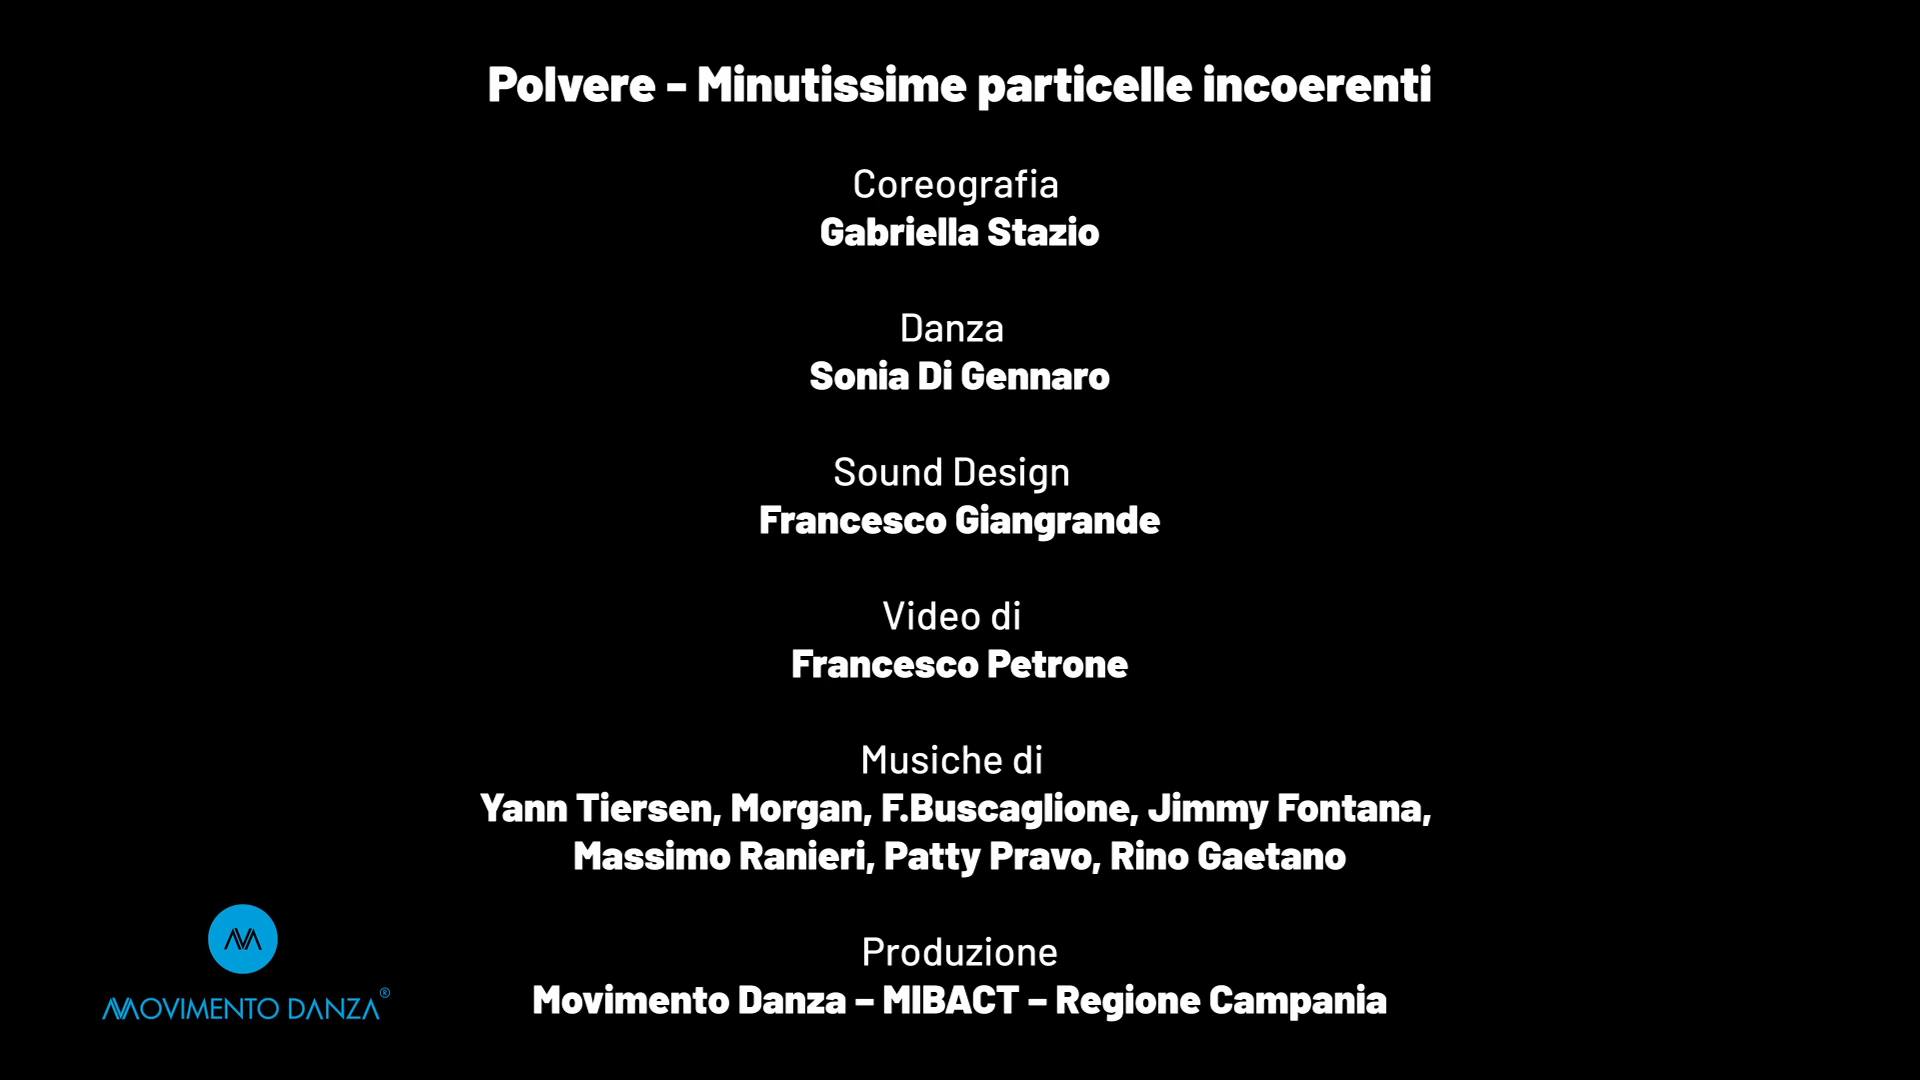 Polvere - Minutissime particelle incoerenti
Coreografia
Gabriella Stazio
Danza
Sonia Di Gennaro
Sound Design
Francesco Giangrande
Video di
Francesco Petrone
Musiche di
Yann Tiersen, Morgan, F.Buscaglione, Jimmy Fontana,
Massimo Ranieri, Patty Pravo, Rino Gaetano
Produzione
Movimento Danza – MIBACT – Regione Campania
MOVIMENTO DANZA®